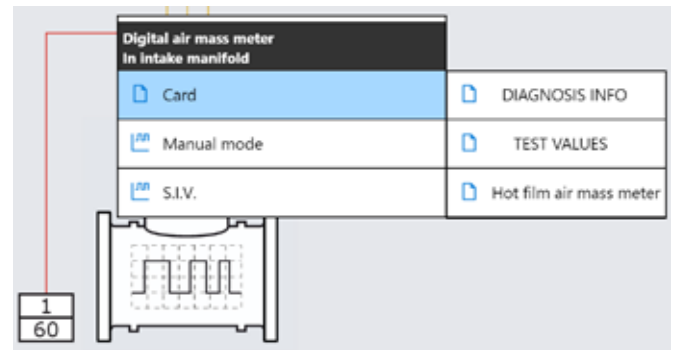 Digital air mass meter
In intake manifold
Card
DIAGNOSIS INFO
Manual mode
TEST VALUES
S.I.V.
Hot film air mass meter
1
60